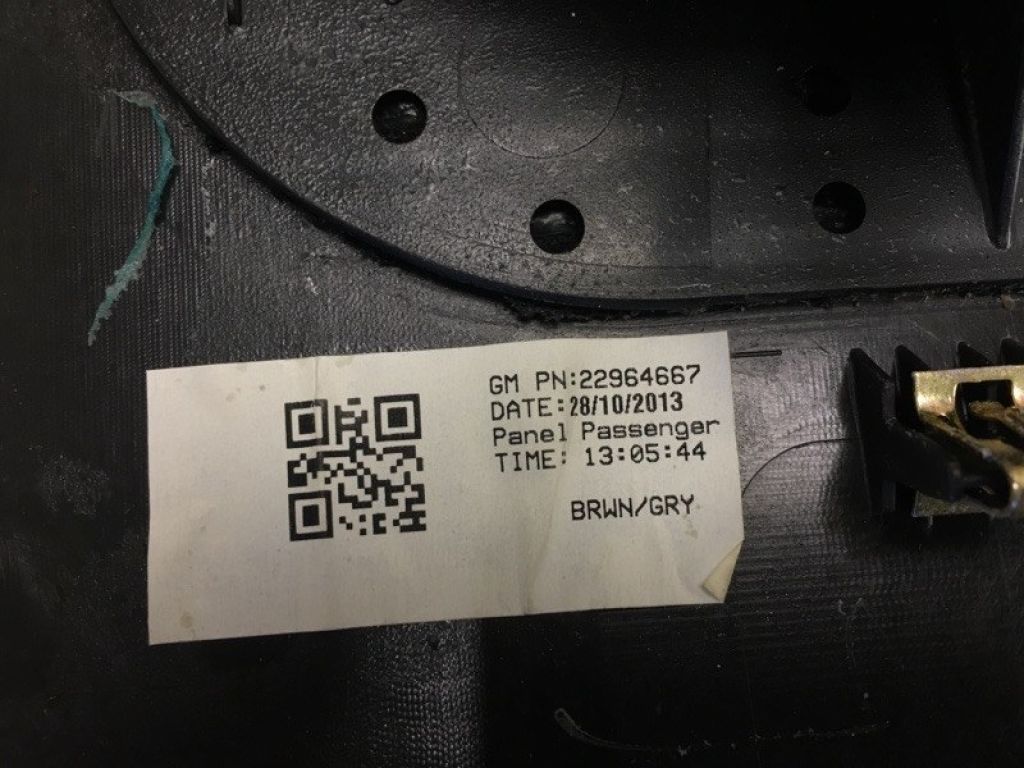 GM PN:22964667
DATE:28/10/2013
Panel Passenger
TIME: 13:05:44
BRWN/GRY